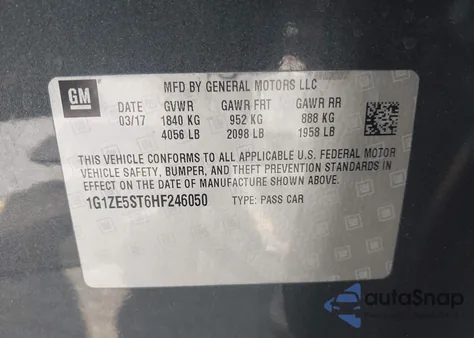 GM
MFD BY GENERAL MOTORS LLC
DATE GVWR GAWR FRT GAWR RR
03/17 1840 KG 952 KG 888 KG
4056 LB 2098 LB 1958 LB
THIS VEHICLE CONFORMS TO ALL APPLICABLE U.S. FEDERAL MOTOR
VEHICLE SAFETY, BUMPER, AND THEFT PREVENTION STANDARDS
IN EFFECT ON THE DATE OF MANUFACTURE SHOWN ABOVE.
1G1ZE5ST6HF246050 TYPE: PASS CAR
autoSnap